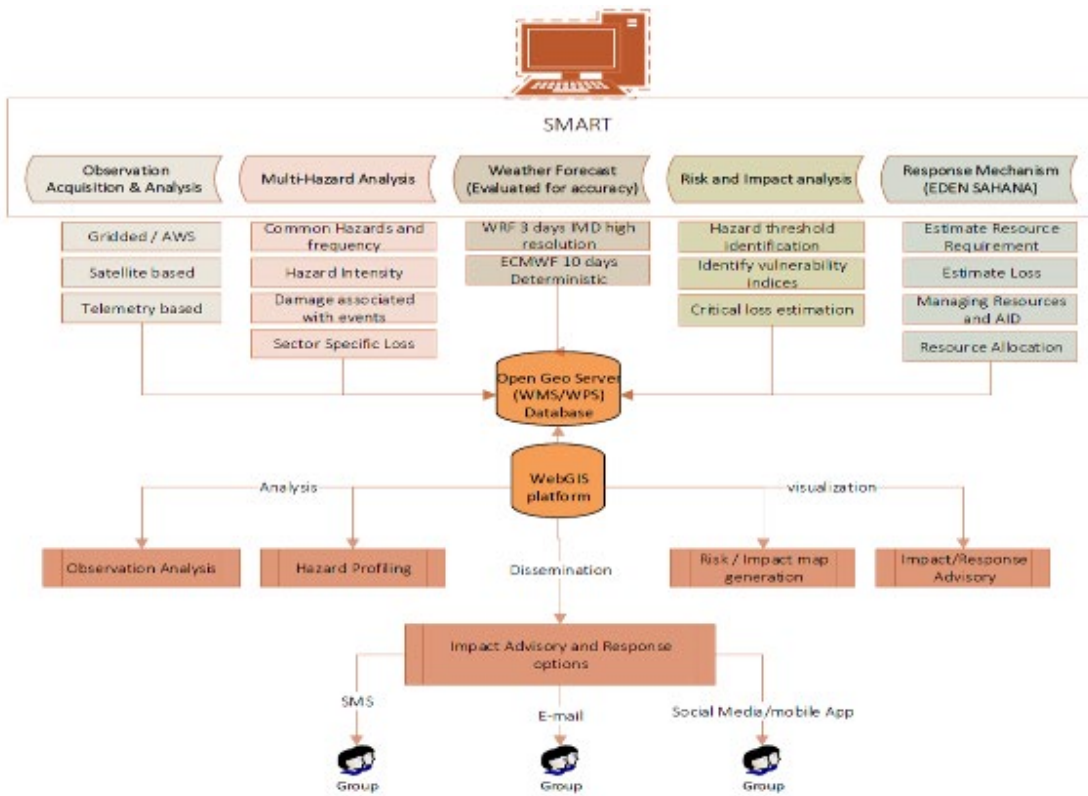 SMART
Observation
Acquisition & Analysis
Multi-Hazard Analysis
Weather Forecast
(Evaluated for accuracy)
Risk and Impact analysis
Response Mechanism
(EDEN SAHANA)
Gridded / AWS
Satellite based
Telemetry based
Common Hazards and
frequency
Hazard Intensity
Damage associated
with events
Sector Specific Loss
WRF 3 days IMD high
resolution
ECMWF 10 days
Deterministic
Hazard threshold
identification
Identify vulnerability
indices
Critical loss estimation
Estimate Resource
Requirement
Estimate Loss
Managing Resources
and AID
Resource Allocation
Open Geo Server
(WMS/WPS)
Database
WebGIS
platform
Analysis
visualization
Observation Analysis
Hazard Profiling
Dissemination
Risk / Impact map
generation
Impact/Response
Advisory
Impact Advisory and Response
options
SMS
E-mail
Social Media/mobile App
Group
Group
Group